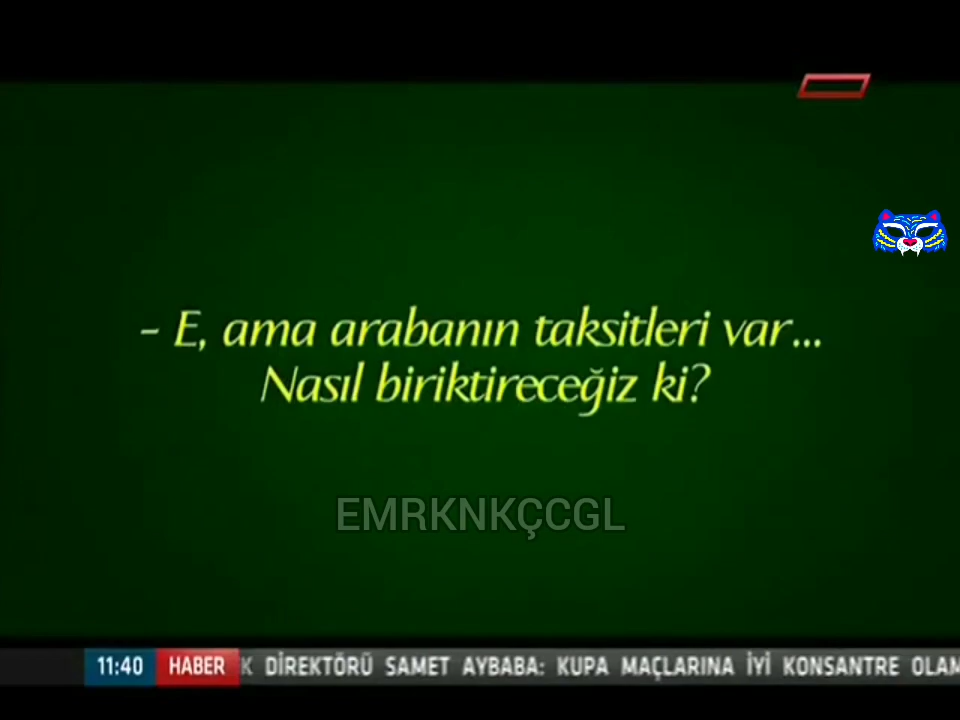 - E, ama arabanın taksitleri var...
Nasıl biriktireceğiz ki?
EMRKNKÇCGL
11:40 HABER K DİREKTÖRÜ SAMET AYBABA: KUPA MAÇLARINA İYİ KONSANTRE OLAM